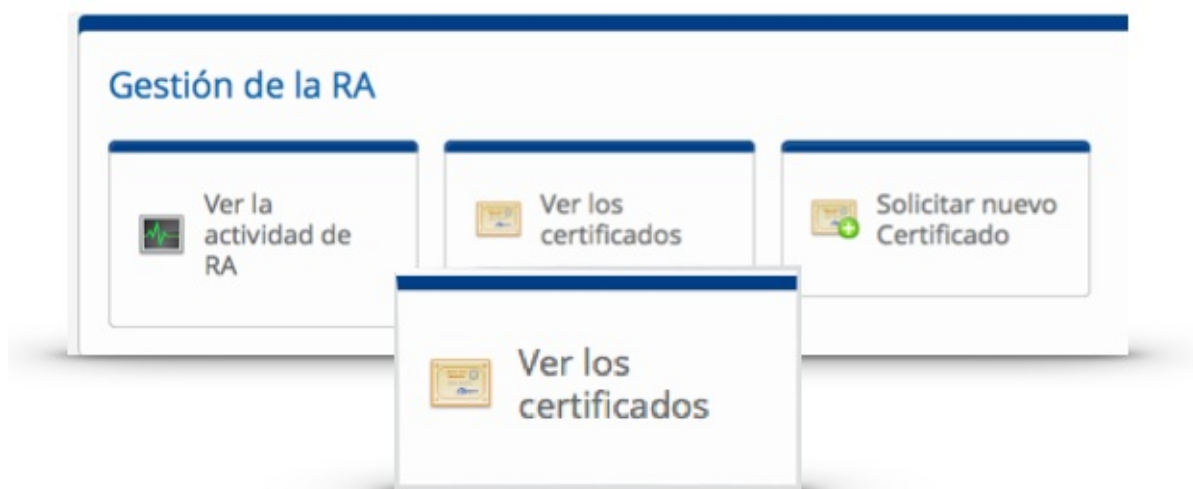 Gestión de la RA
Ver la
actividad de
RA
Ver los
certificados
Solicitar nuevo
Certificado
Ver los
certificados